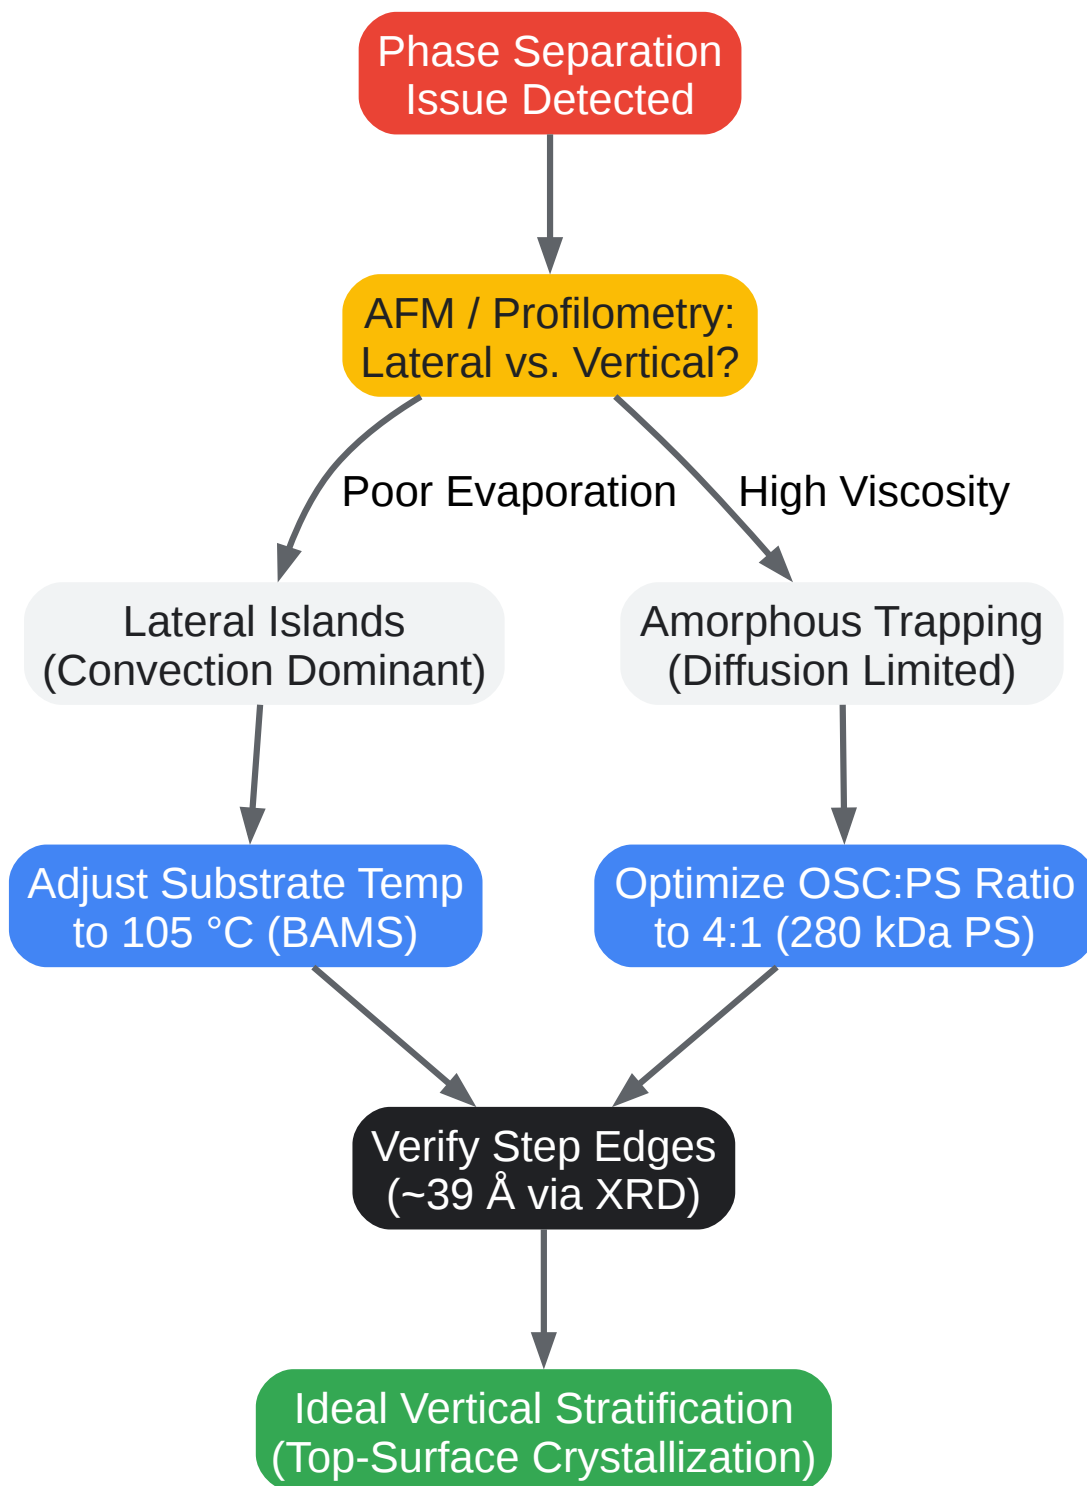 Phase Separation
Issue Detected
AFM / Profilometry:
Lateral vs. Vertical?
Poor Evaporation
High Viscosity
Lateral Islands
(Convection Dominant)
Amorphous Trapping
(Diffusion Limited)
Adjust Substrate Temp
to 105 °C (BAMS)
Optimize OSC:PS Ratio
to 4:1 (280 kDa PS)
Verify Step Edges
(~39 Å via XRD)
Ideal Vertical Stratification
(Top-Surface Crystallization)